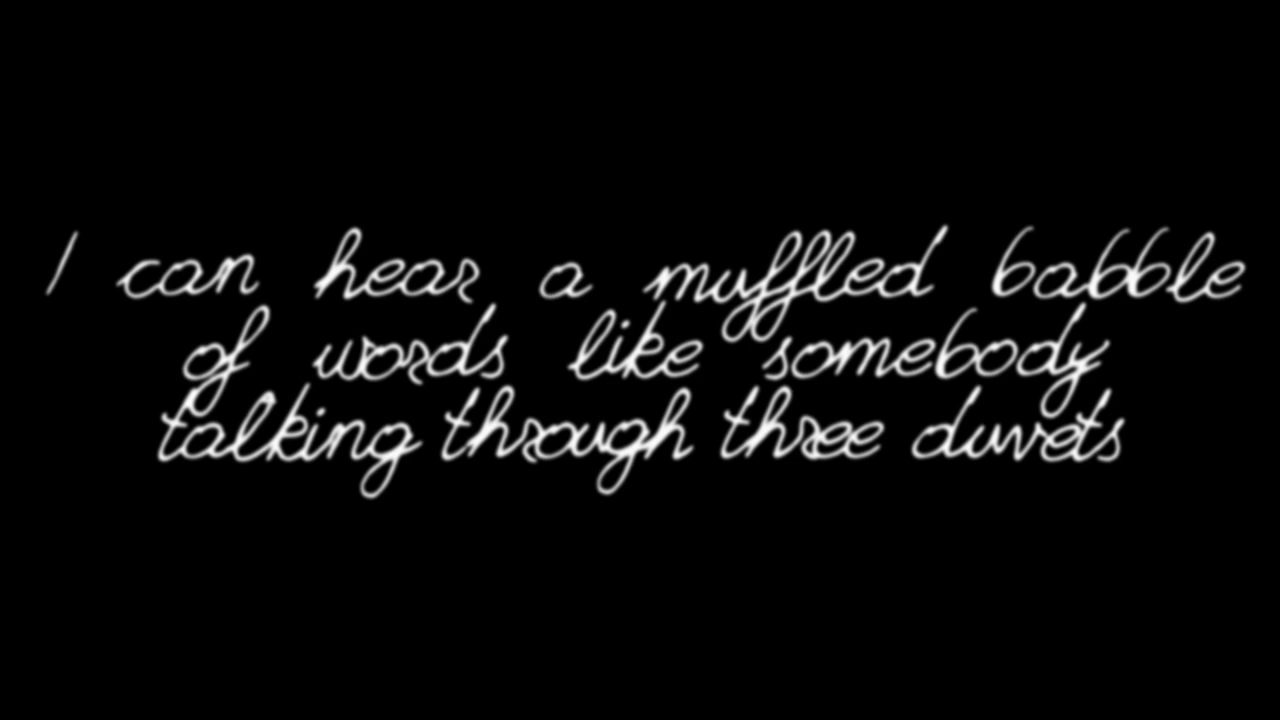 I can hear a muffled babble
of words like somebody
talking through three duvets